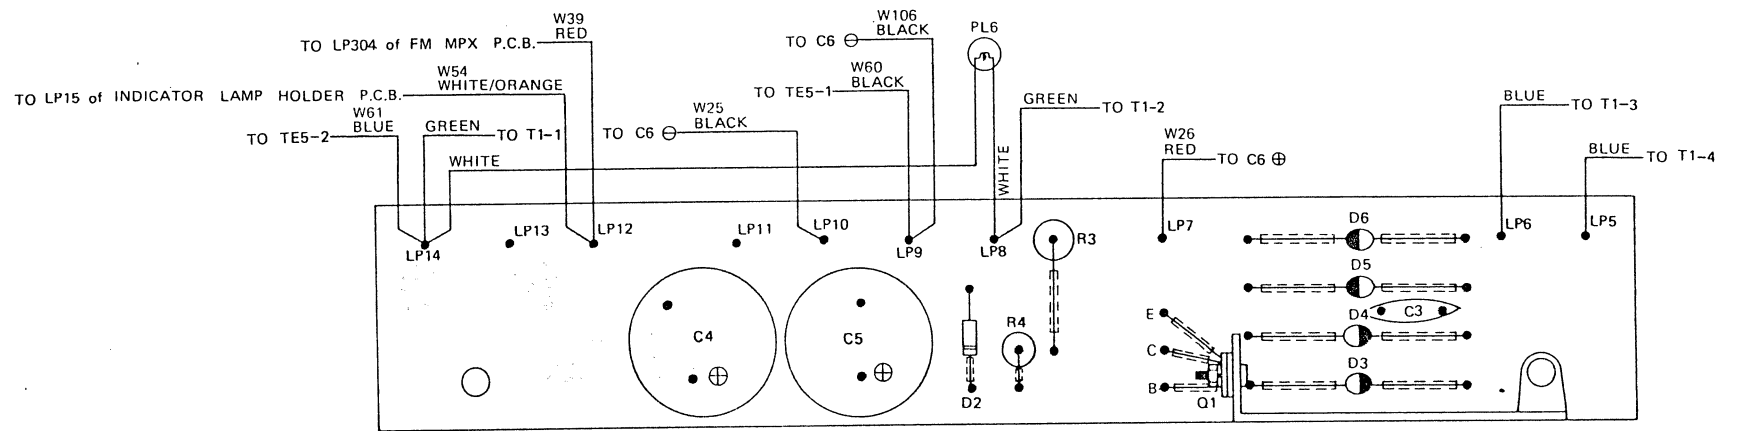 W39
RED
TO LP304 of FM MPX P.C.B.
W54
WHITE/ORANGE
TO LP15 of INDICATOR LAMP HOLDER P.C.B.
W61
BLUE
TO TE5-2
GREEN
TO T1-1
WHITE
W106
BLACK
TO C6 ⊖
W60
BLACK
TO TE5-1
W25
BLACK
TO C6 ⊖
PL6
GREEN
TO T1-2
WHITE
W26
RED
TO C6 ⊕
BLUE
TO T1-3
BLUE
TO T1-4
LP14
LP13
LP12
LP11
LP10
LP9
LP8
R3
LP7
D6
LP6
LP5
D5
C3
D4
D3
C4
⊕
C5
⊕
D2
R4
E
C
B
Q1